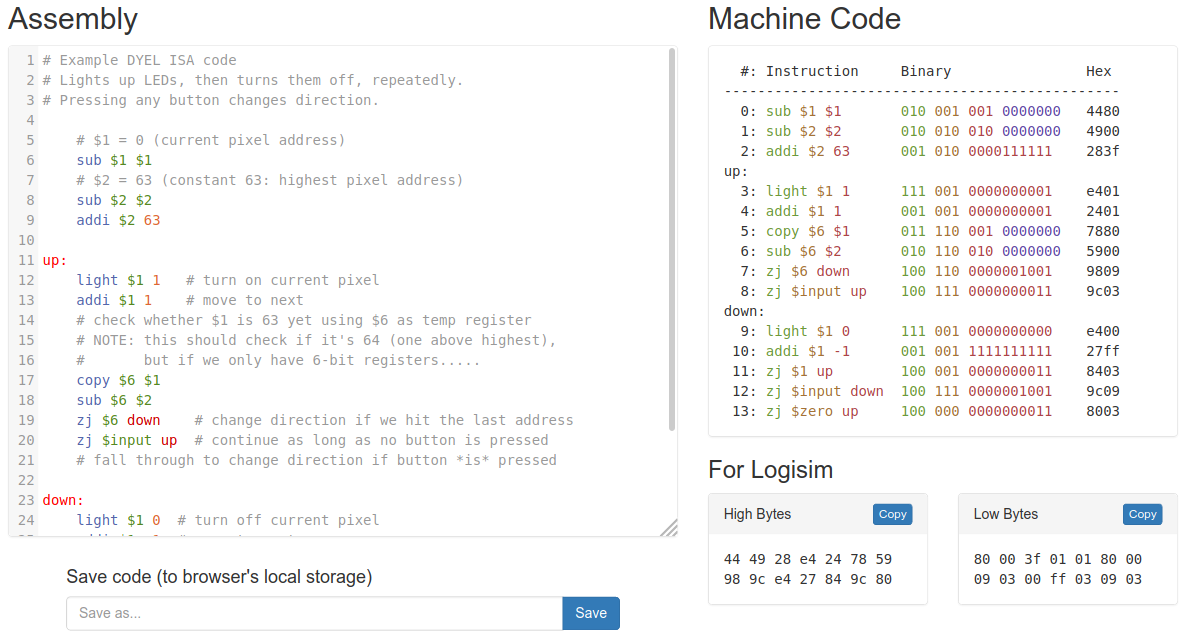 Assembly
1 # Example DYEL ISA code
2 # Lights up LEDs, then turns them off, repeatedly.
3 # Pressing any button changes direction.
4
5     # $1 = 0 (current pixel address)
6     sub $1 $1
7     # $2 = 63 (constant 63: highest pixel address)
8     sub $2 $2
9     addi $2 63
10
11 up:
12     light $1 1   # turn on current pixel
13     addi $1 1    # move to next
14     # check whether $1 is 63 yet using $6 as temp register
15     # NOTE: this should check if it's 64 (one above highest),
16     #       but if we only have 6-bit registers.....
17     copy $6 $1
18     sub $6 $2
19     zj $6 down    # change direction if we hit the last address
20     zj $input up  # continue as long as no button is pressed
21     # fall through to change direction if button *is* pressed
22
23 down:
24     light $1 0  # turn off current pixel
Save code (to browser's local storage)
Save as...
Save
Machine Code
#: Instruction     Binary                Hex
-----------------------------------------------
0: sub $1 $1       010 001 001 0000000   4480
1: sub $2 $2       010 010 010 0000000   4900
2: addi $2 63      001 010 0000111111    283f
up:
3: light $1 1      111 001 0000000001    e401
4: addi $1 1       001 001 0000000001    2401
5: copy $6 $1      011 110 001 0000000   7880
6: sub $6 $2       010 110 010 0000000   5900
7: zj $6 down      100 110 0000001001    9809
8: zj $input up    100 111 0000000011    9c03
down:
9: light $1 0      111 001 0000000000    e400
10: addi $1 -1      001 001 1111111111    27ff
11: zj $1 up        100 001 0000000011    8403
12: zj $input down  100 111 0000001001    9c09
13: zj $zero up     100 000 0000000011    8003
For Logisim
High Bytes
Copy
44 49 28 e4 24 78 59
98 9c e4 27 84 9c 80
Low Bytes
Copy
80 00 3f 01 01 80 00
09 03 00 ff 03 09 03